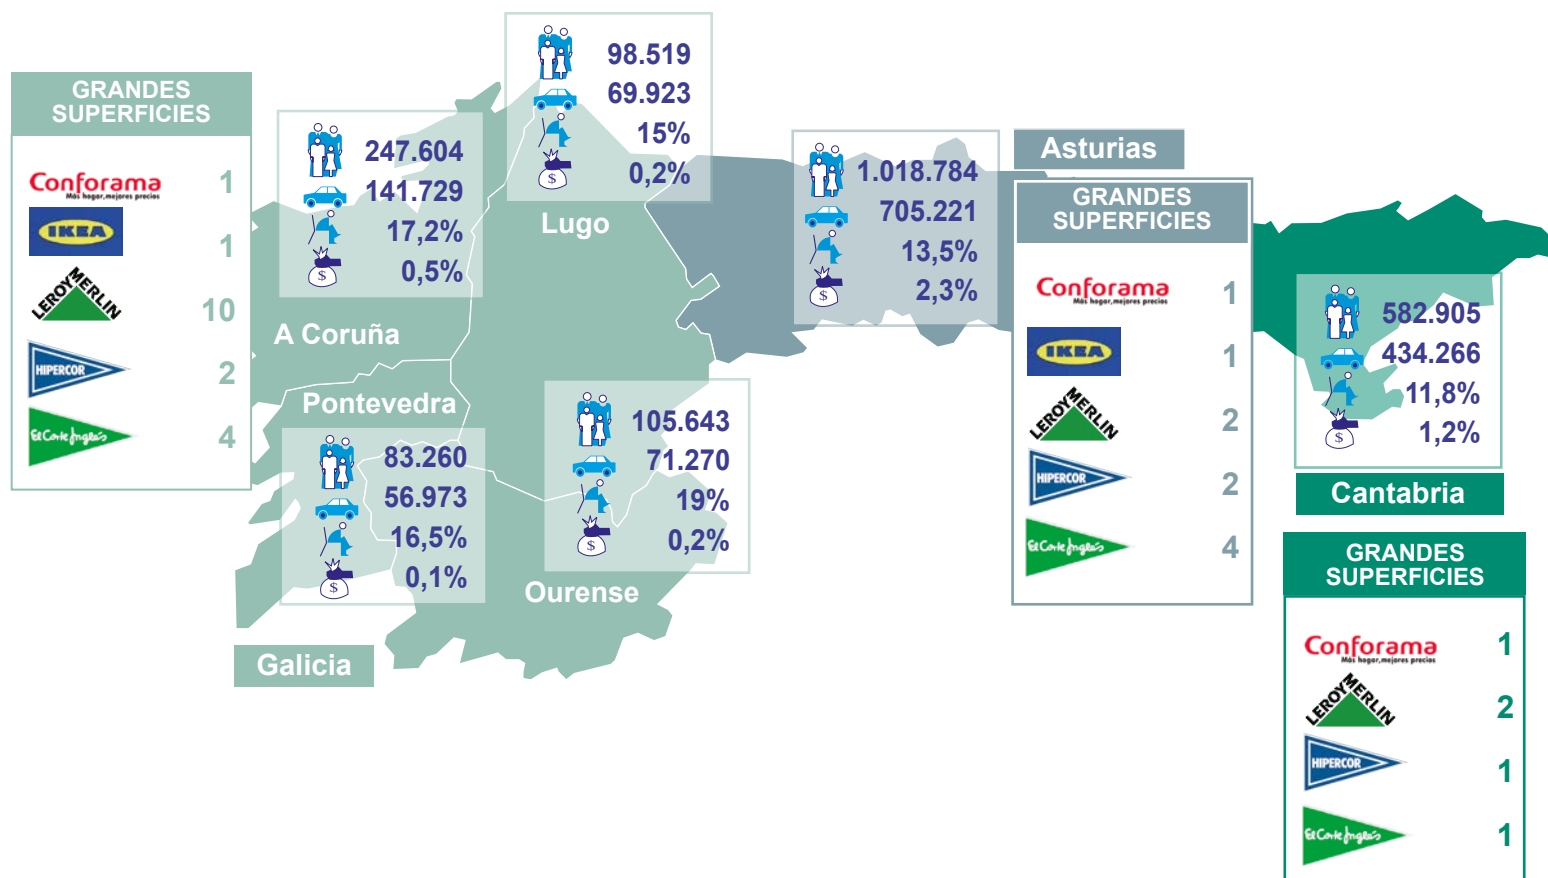 GRANDES
SUPERFICIES
Conforama
Más hogar, mejores precios
1
IKEA
1
LEROY MERLIN
10
HIPERCOR
2
El Corte Inglés
4
247.604
141.729
17,2%
$
0,5%
A Coruña
98.519
69.923
15%
$
0,2%
Lugo
Pontevedra
83.260
56.973
16,5%
$
0,1%
105.643
71.270
19%
$
0,2%
Ourense
Galicia
1.018.784
705.221
13,5%
$
2,3%
Asturias
GRANDES
SUPERFICIES
Conforama
Más hogar, mejores precios
1
IKEA
1
LEROY MERLIN
2
HIPERCOR
2
El Corte Inglés
4
582.905
434.266
11,8%
$
1,2%
Cantabria
GRANDES
SUPERFICIES
Conforama
Más hogar, mejores precios
1
LEROY MERLIN
2
HIPERCOR
1
El Corte Inglés
1